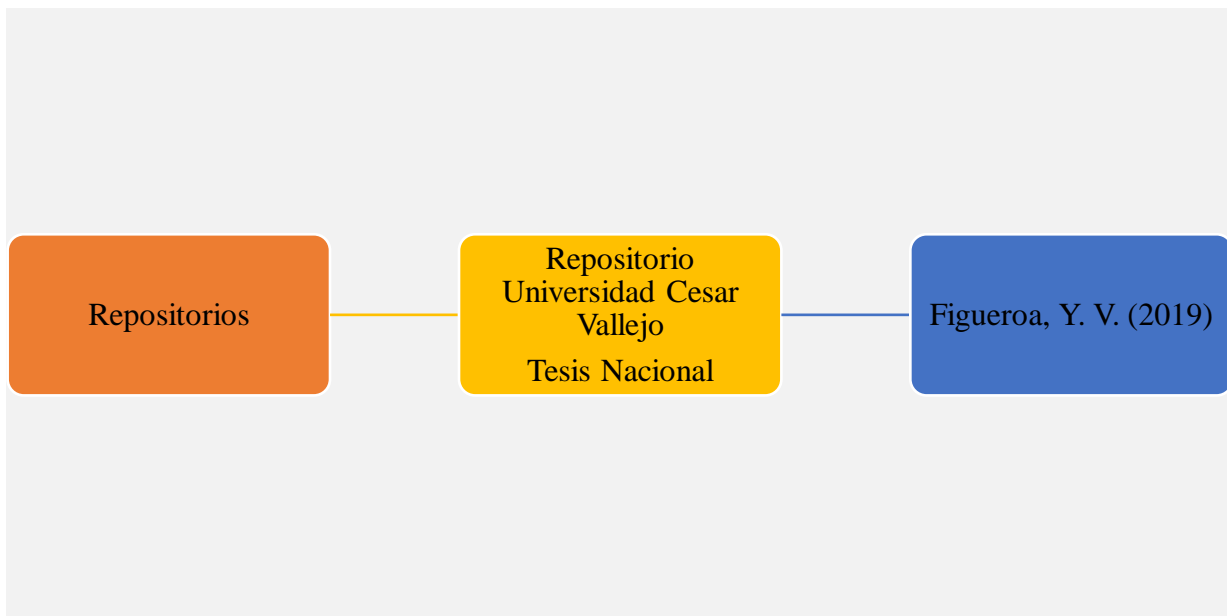 Repositorios
Repositorio
Universidad Cesar
Vallejo
Tesis Nacional
Figueroa, Y. V. (2019)